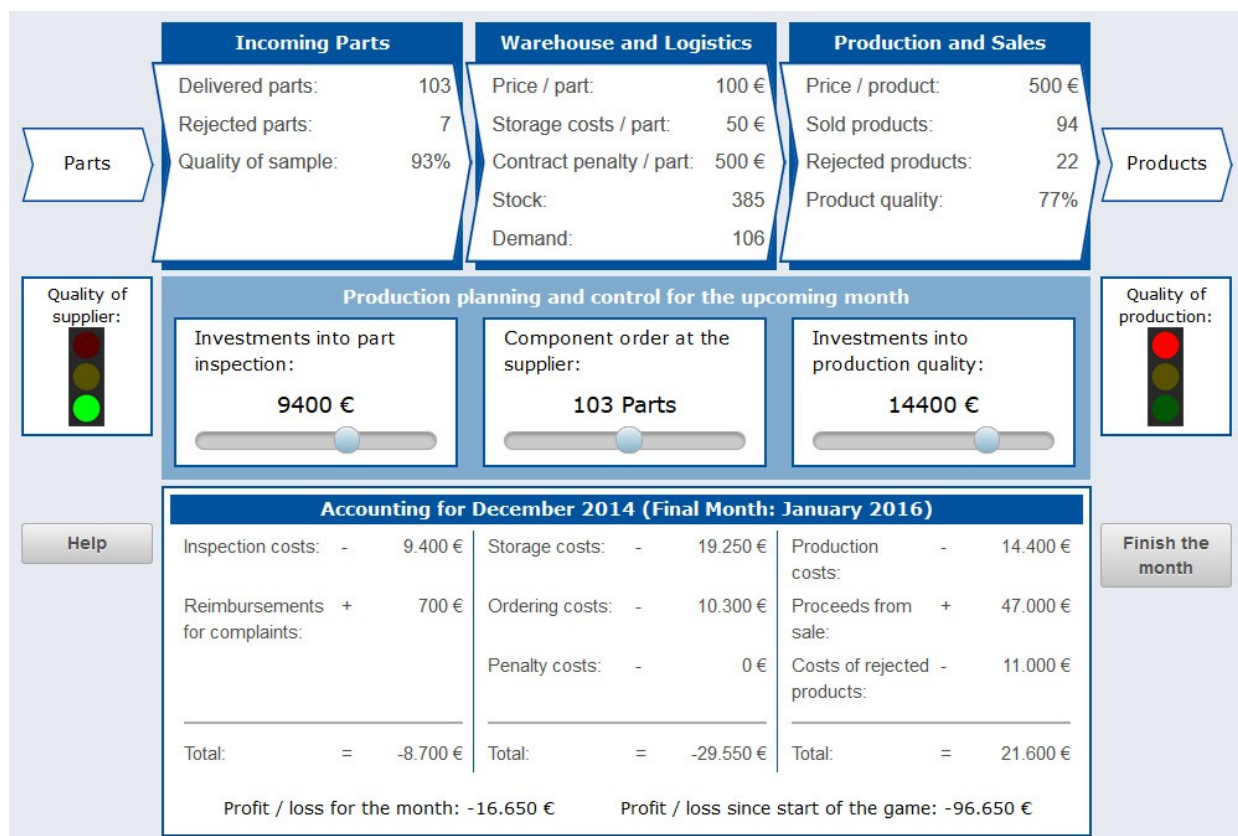 Parts
Incoming Parts
Delivered parts: 103
Rejected parts: 7
Quality of sample: 93%
Warehouse and Logistics
Price / part: 100 €
Storage costs / part: 50 €
Contract penalty / part: 500 €
Stock: 385
Demand: 106
Production and Sales
Price / product: 500 €
Sold products: 94
Rejected products: 22
Product quality: 77%
Products
Quality of
supplier:
Production planning and control for the upcoming month
Investments into part
inspection:
9400 €
Component order at the
supplier:
103 Parts
Investments into
production quality:
14400 €
Quality of
production:
Help
Accounting for December 2014 (Final Month: January 2016)
Inspection costs: - 9.400 €
Reimbursements + 700 €
for complaints:
Total: = -8.700 €
Storage costs: - 19.250 €
Ordering costs: - 10.300 €
Penalty costs: - 0 €
Total: = -29.550 €
Production - 14.400 €
costs:
Proceeds from + 47.000 €
sale:
Costs of rejected - 11.000 €
products:
Total: = 21.600 €
Profit / loss for the month: -16.650 €
Profit / loss since start of the game: -96.650 €
Finish the
month